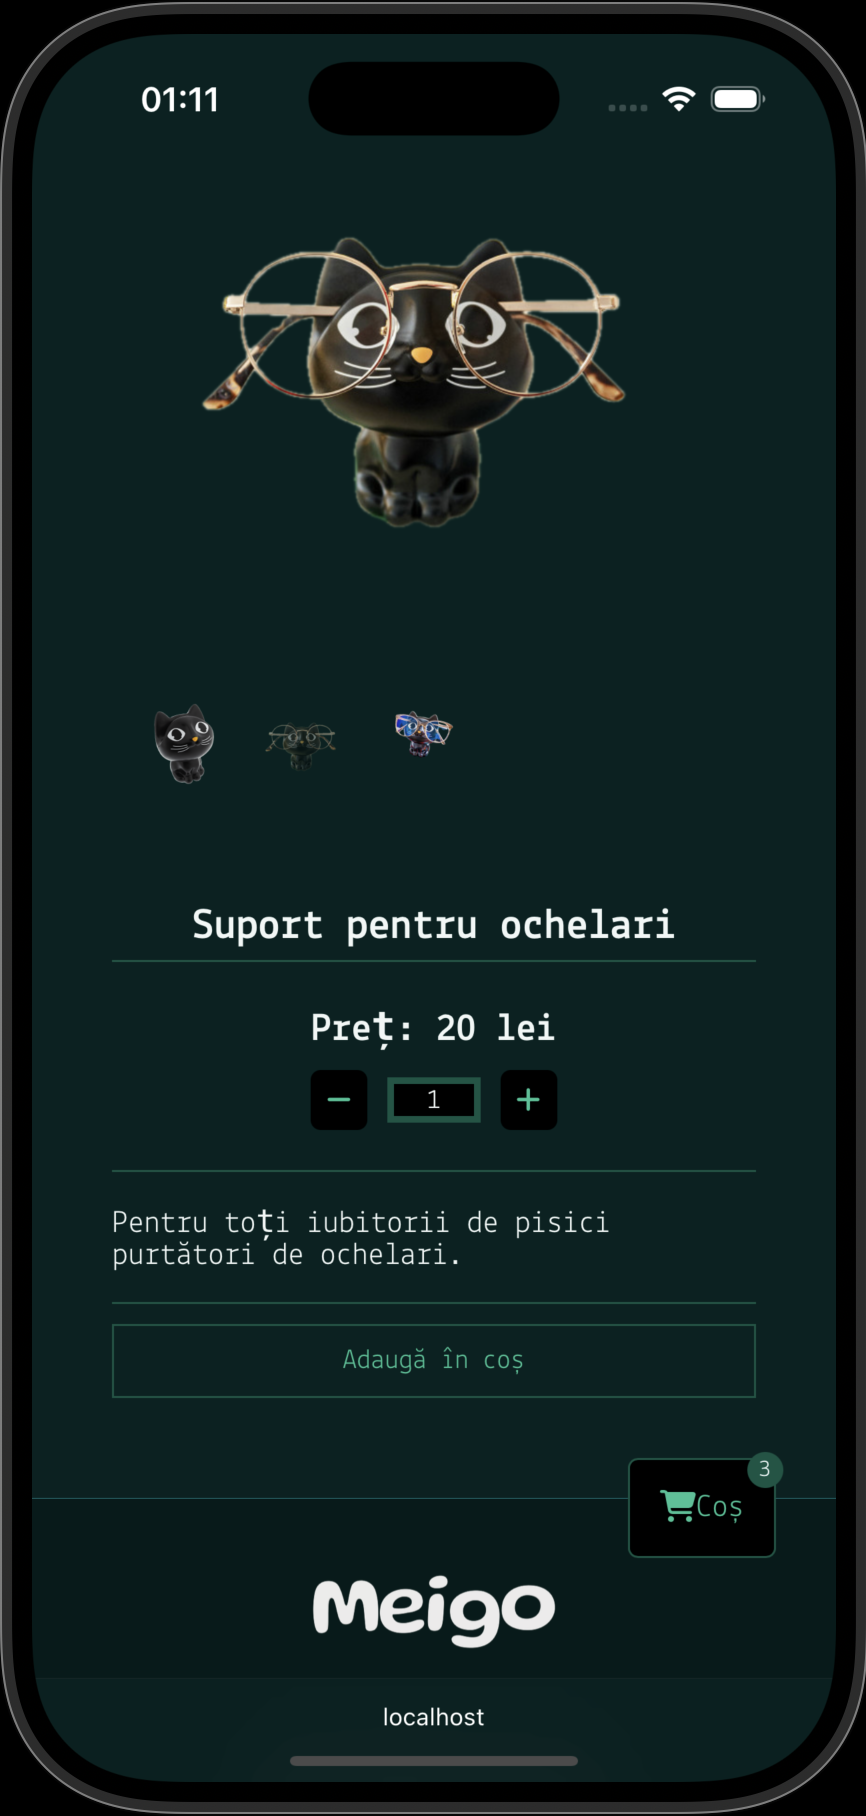 01:11
Suport pentru ochelari
Preț: 20 lei
1
Pentru toți iubitorii de pisici
purtători de ochelari.
Adaugă în coș
3
Coș
Meigo
localhost